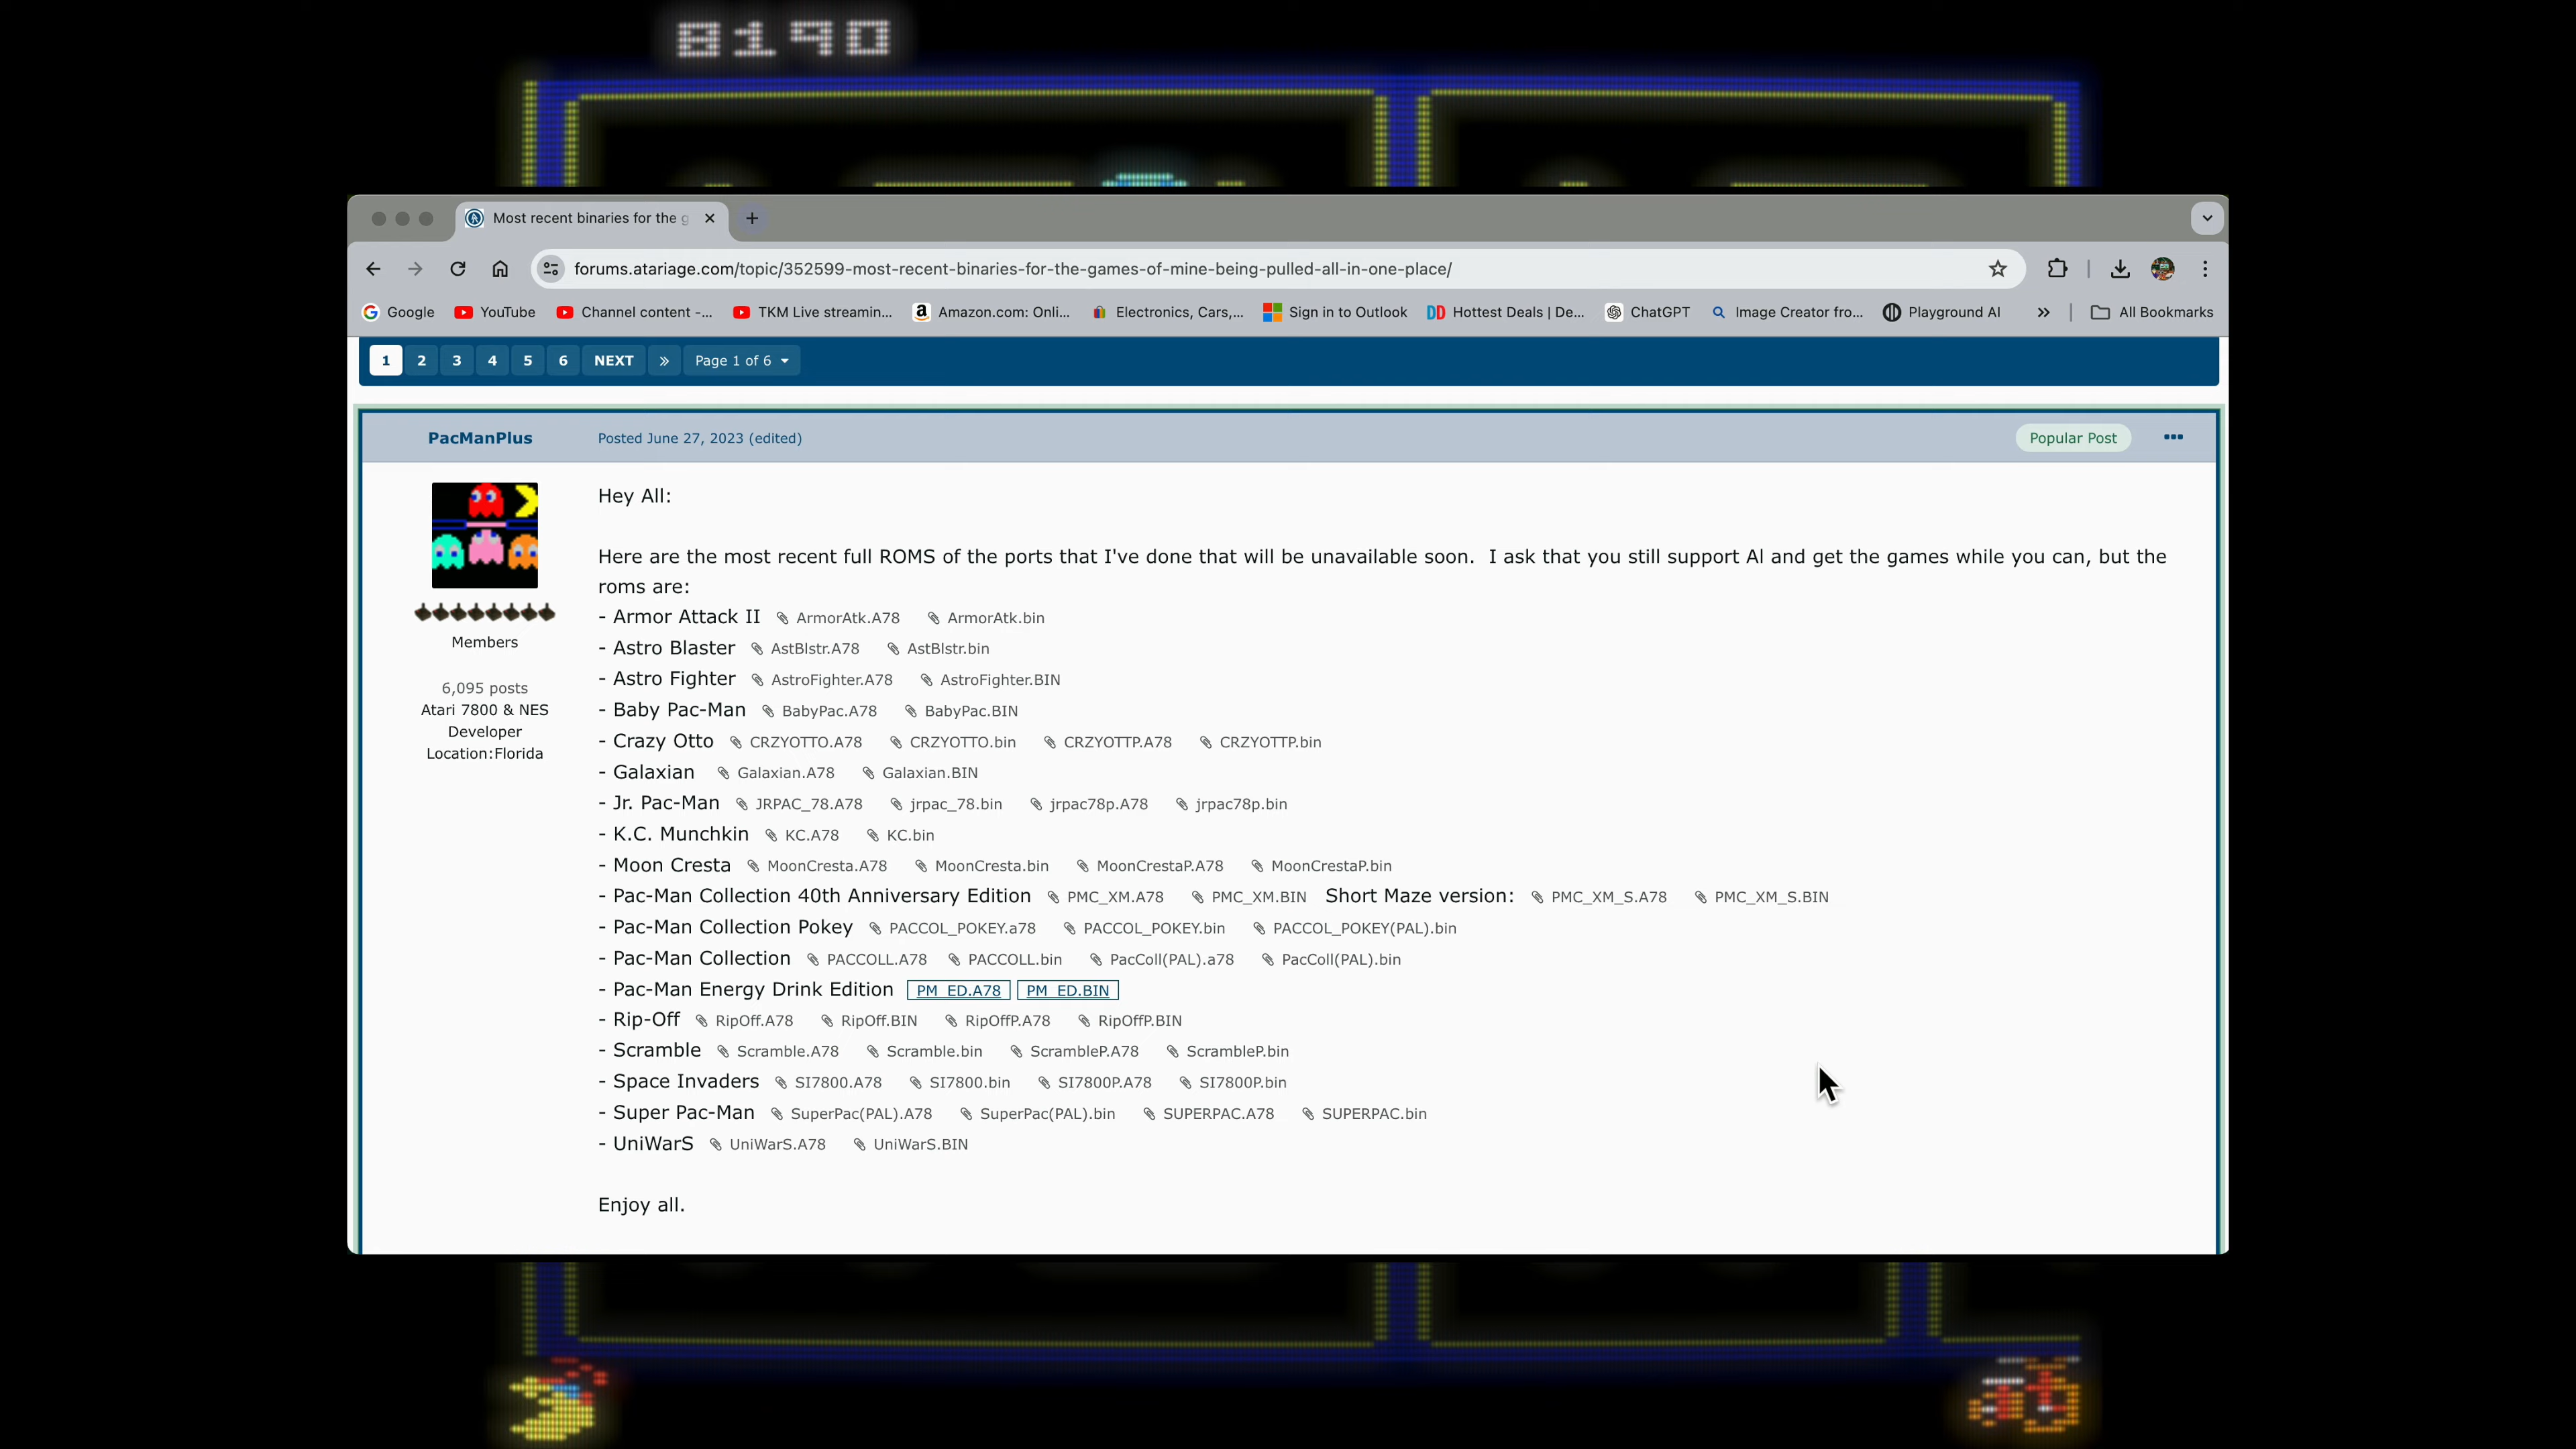 8190
Most recent binaries for the g
forums.atariage.com/topic/352599-most-recent-binaries-for-the-games-of-mine-being-pulled-all-in-one-place/
Google YouTube Channel content -... TKM Live streamin... Amazon.com: Onli... Electronics, Cars,... Sign in to Outlook DD Hottest Deals | De... ChatGPT Image Creator fro... Playground AI » All Bookmarks
1 2 3 4 5 6 NEXT » Page 1 of 6
PacManPlus Posted June 27, 2023 (edited) Popular Post
Members
6,095 posts
Atari 7800 & NES
Developer
Location:Florida
Hey All:
Here are the most recent full ROMS of the ports that I've done that will be unavailable soon.  I ask that you still support Al and get the games while you can, but the
roms are:
- Armor Attack II ArmorAtk.A78 ArmorAtk.bin
- Astro Blaster AstBlstr.A78 AstBlstr.bin
- Astro Fighter AstroFighter.A78 AstroFighter.BIN
- Baby Pac-Man BabyPac.A78 BabyPac.BIN
- Crazy Otto CRZYOTTO.A78 CRZYOTTO.bin CRZYOTTP.A78 CRZYOTTP.bin
- Galaxian Galaxian.A78 Galaxian.BIN
- Jr. Pac-Man JRPAC_78.A78 jrpac_78.bin jrpac78p.A78 jrpac78p.bin
- K.C. Munchkin KC.A78 KC.bin
- Moon Cresta MoonCresta.A78 MoonCresta.bin MoonCrestaP.A78 MoonCrestaP.bin
- Pac-Man Collection 40th Anniversary Edition PMC_XM.A78 PMC_XM.BIN Short Maze version: PMC_XM_S.A78 PMC_XM_S.BIN
- Pac-Man Collection Pokey PACCOL_POKEY.a78 PACCOL_POKEY.bin PACCOL_POKEY(PAL).bin
- Pac-Man Collection PACCOLL.A78 PACCOLL.bin PacColl(PAL).a78 PacColl(PAL).bin
- Pac-Man Energy Drink Edition PM_ED.A78 PM_ED.BIN
- Rip-Off RipOff.A78 RipOff.BIN RipOffP.A78 RipOffP.BIN
- Scramble Scramble.A78 Scramble.bin ScrambleP.A78 ScrambleP.bin
- Space Invaders SI7800.A78 SI7800.bin SI7800P.A78 SI7800P.bin
- Super Pac-Man SuperPac(PAL).A78 SuperPac(PAL).bin SUPERPAC.A78 SUPERPAC.bin
- UniWarS UniWarS.A78 UniWarS.BIN
Enjoy all.